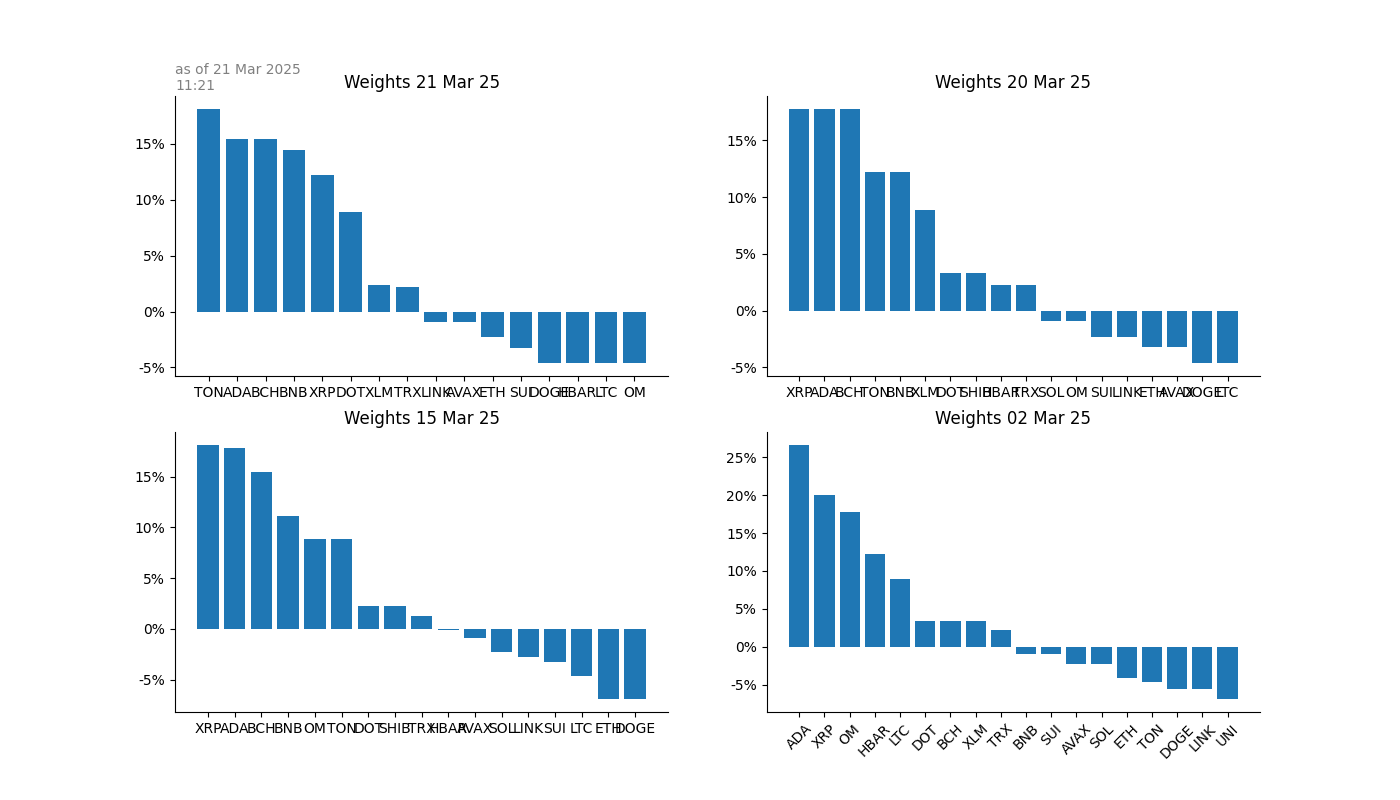 as of 21 Mar 2025
11:21
Weights 21 Mar 25
15%
10%
5%
0%
-5%
TON ADA BCH BNB XRP DOT XLM TRX LINK AVAX ETH SUI DOGE HBAR LTC OM
Weights 20 Mar 25
15%
10%
5%
0%
-5%
XRP ADA BCH TON BNB XLM DOT SHIB HBAR TRX SOL OM SUI LINK ETH AVAX DOGE LTC
Weights 15 Mar 25
15%
10%
5%
0%
-5%
XRP ADA BCH BNB OM TON DOT SHIB TRX HBAR AVAX SOL LINK SUI LTC ETH DOGE
Weights 02 Mar 25
25%
20%
15%
10%
5%
0%
-5%
ADA XRP OM HBAR LTC DOT BCH XLM TRX BNB SUI AVAX SOL ETH TON DOGE LINK UNI